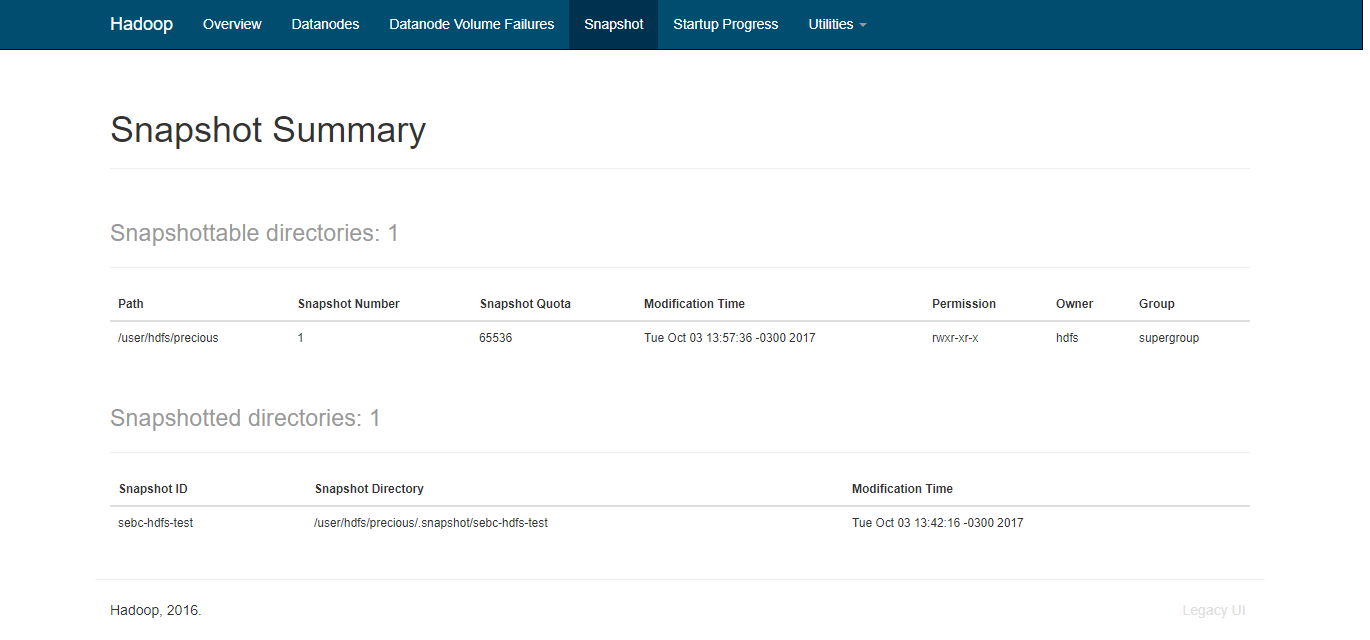 Hadoop Overview Datanodes Datanode Volume Failures Snapshot Startup Progress Utilities
Snapshot Summary
Snapshottable directories: 1
Path Snapshot Number Snapshot Quota Modification Time Permission Owner Group
/user/hdfs/precious 1 65536 Tue Oct 03 13:57:36 -0300 2017 rwxr-xr-x hdfs supergroup
Snapshotted directories: 1
Snapshot ID Snapshot Directory Modification Time
sebc-hdfs-test /user/hdfs/precious/.snapshot/sebc-hdfs-test Tue Oct 03 13:42:16 -0300 2017
Hadoop, 2016. Legacy UI